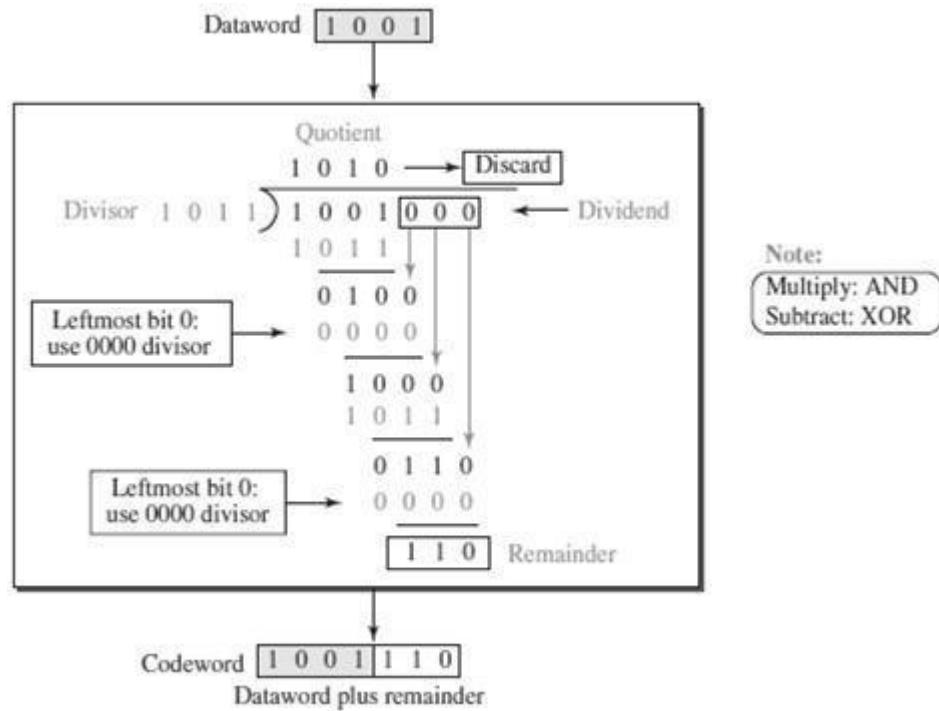 Dataword 1 0 0 1
Quotient
1 0 1 0 Discard
Divisor 1 0 1 1 1 0 0 1 0 0 0 Dividend
1 0 1 1
Note:
Multiply: AND
Subtract: XOR
0 1 0 0
Leftmost bit 0:
use 0000 divisor
0 0 0 0
1 0 0 0
1 0 1 1
0 1 1 0
Leftmost bit 0:
use 0000 divisor
0 0 0 0
1 1 0 Remainder
Codeword 1 0 0 1 1 1 0
Dataword plus remainder